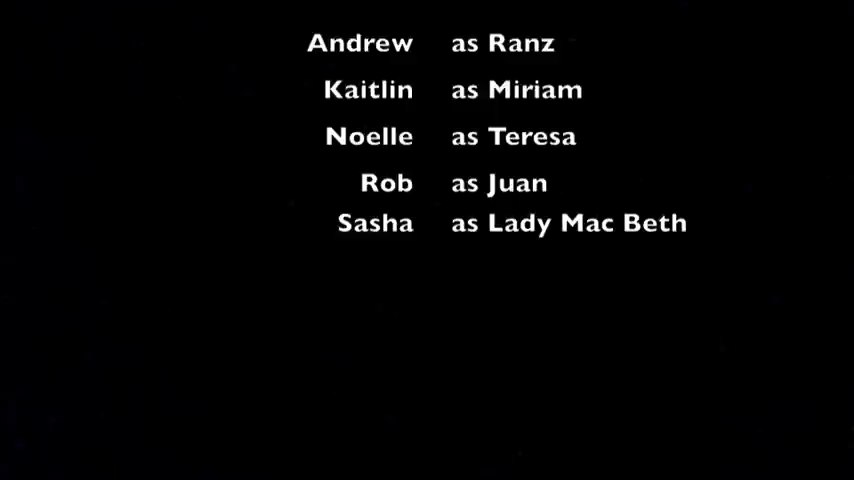 Andrew as Ranz
Kaitlin as Miriam
Noelle as Teresa
Rob as Juan
Sasha as Lady Mac Beth